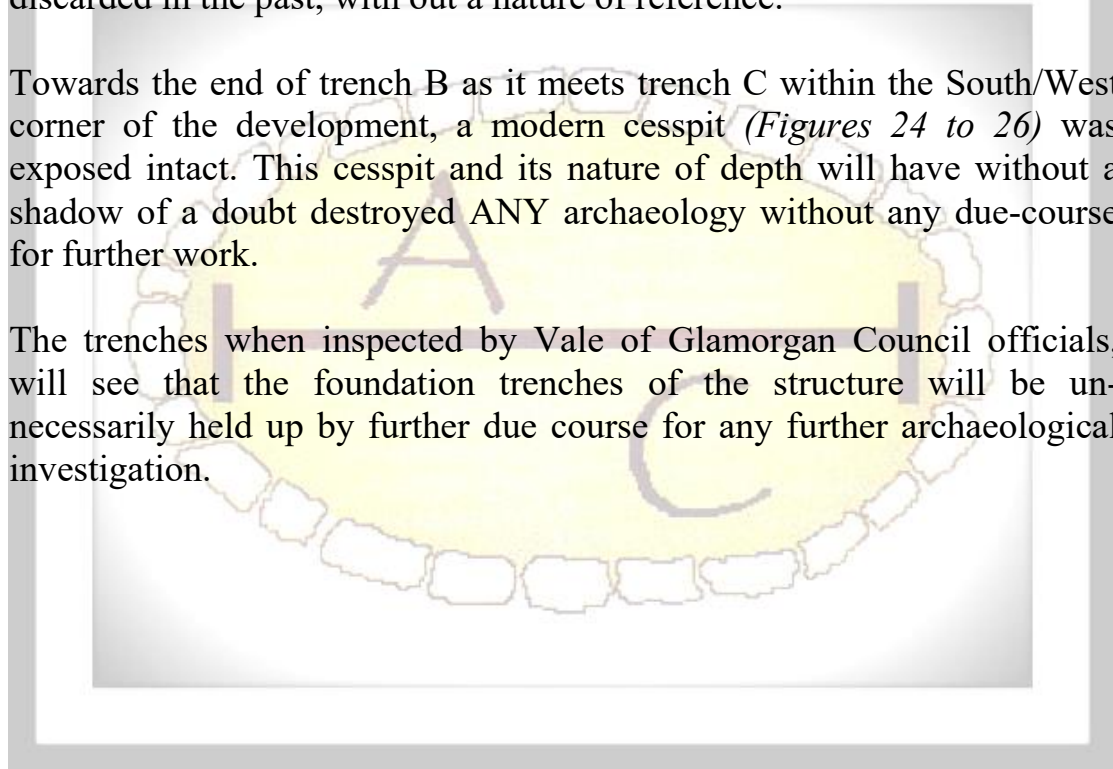 discarded in the past, with out a nature of reference.
Towards the end of trench B as it meets trench C within the South/West
corner of the development, a modern cesspit (Figures 24 to 26) was
exposed intact. This cesspit and its nature of depth will have without a
shadow of a doubt destroyed ANY archaeology without any due-course
for further work.
The trenches when inspected by Vale of Glamorgan Council officials,
will see that the foundation trenches of the structure will be un-
necessarily held up by further due course for any further archaeological
investigation.
A
C